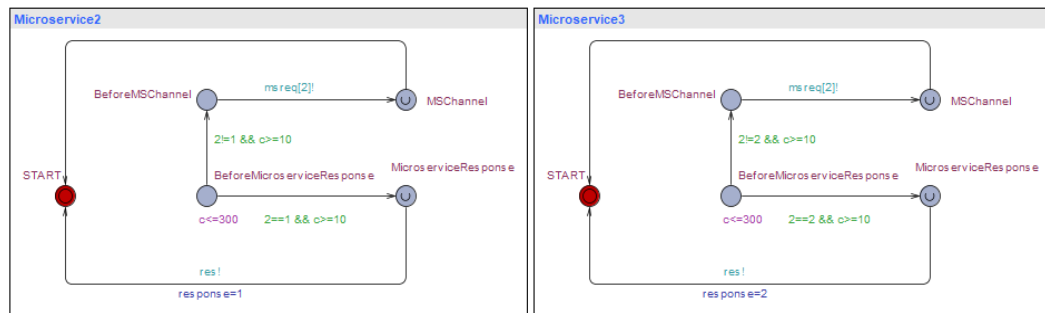 Microservice2
BeforeMSChannel
msreq[2]!
MSChannel
2!=1 && c>=10
START
BeforeMicroserviceResponse
MicroserviceResponse
c<=300
2==1 && c>=10
res!
response=1
Microservice3
BeforeMSChannel
msreq[2]!
MSChannel
2!=2 && c>=10
START
BeforeMicroserviceResponse
MicroserviceResponse
c<=300
2==2 && c>=10
res!
response=2